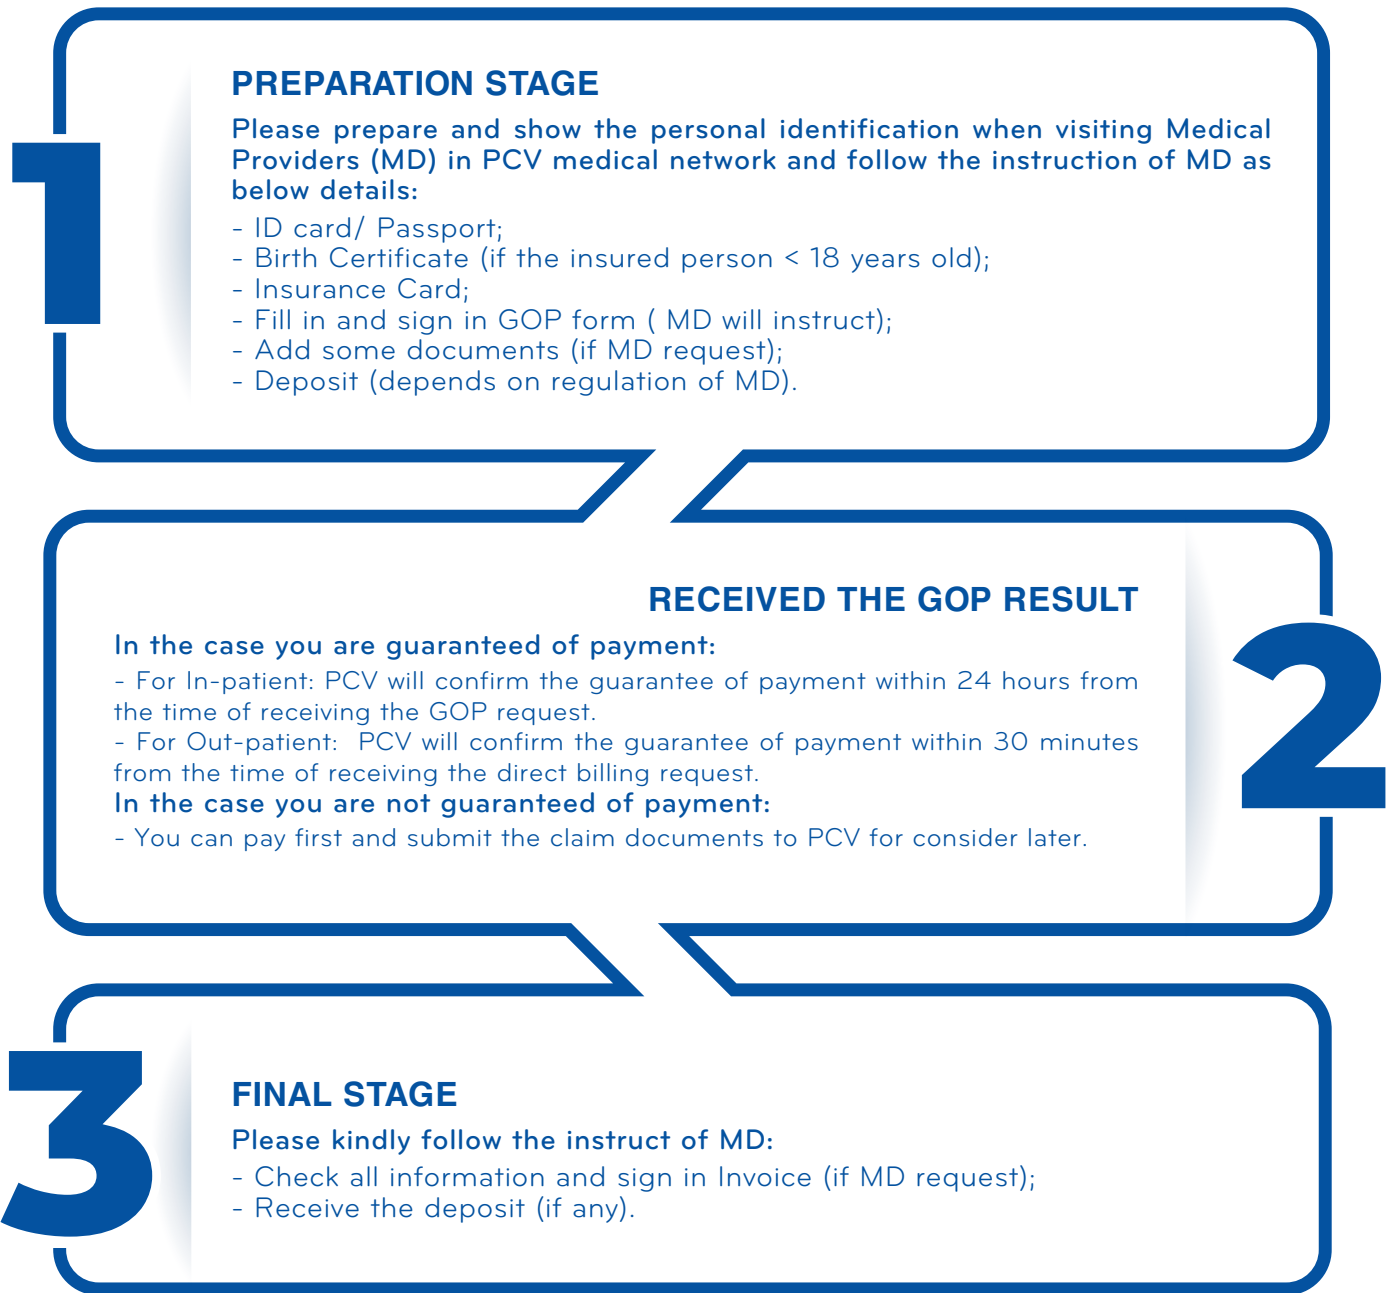 1
PREPARATION STAGE
Please prepare and show the personal identification when visiting Medical
Providers (MD) in PCV medical network and follow the instruction of MD as
below details:
- ID card/ Passport;
- Birth Certificate (if the insured person < 18 years old);
- Insurance Card;
- Fill in and sign in GOP form ( MD will instruct);
- Add some documents (if MD request);
- Deposit (depends on regulation of MD).
2
RECEIVED THE GOP RESULT
In the case you are guaranteed of payment:
- For In-patient: PCV will confirm the guarantee of payment within 24 hours from
the time of receiving the GOP request.
- For Out-patient:  PCV will confirm the guarantee of payment within 30 minutes
from the time of receiving the direct billing request.
In the case you are not guaranteed of payment:
- You can pay first and submit the claim documents to PCV for consider later.
3
FINAL STAGE
Please kindly follow the instruct of MD:
- Check all information and sign in Invoice (if MD request);
- Receive the deposit (if any).